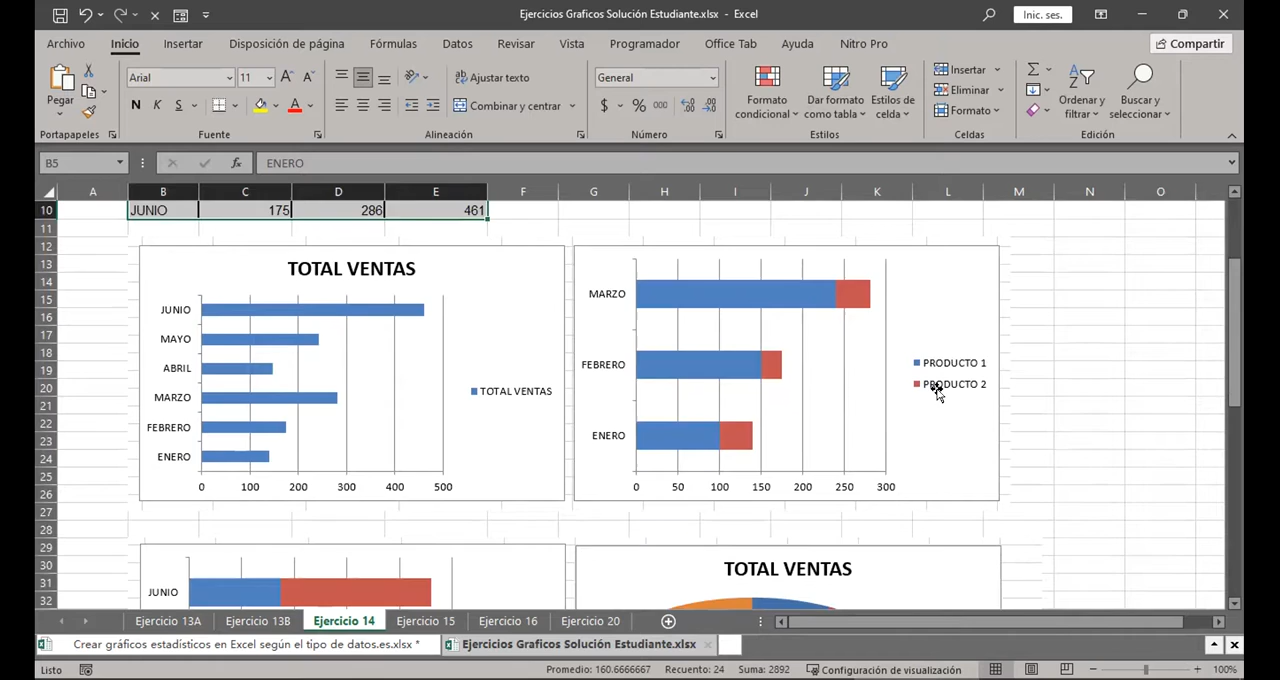 Ejercicios Graficos Solución Estudiante.xlsx - Excel
Inic. ses.
Archivo Inicio Insertar Disposición de página Fórmulas Datos Revisar Vista Programador Office Tab Ayuda Nitro Pro
Compartir
Pegar
Arial 11
N K S
Ajustar texto
Combinar y centrar
General
$ % 000
Formato condicional
Dar formato como tabla
Estilos de celda
Insertar
Eliminar
Formato
Ordenar y filtrar
Buscar y seleccionar
Portapapeles Fuente Alineación Número Estilos Celdas Edición
B5 fx ENERO
A B C D E F G H I J K L M N O
10 JUNIO 175 286 461
11
12
13
14
15
16
17
18
19
20
21
22
23
24
25
26
27
28
29
30
31
32
TOTAL VENTAS
JUNIO
MAYO
ABRIL
MARZO
FEBRERO
ENERO
0 100 200 300 400 500
TOTAL VENTAS
MARZO
FEBRERO
ENERO
0 50 100 150 200 250 300
PRODUCTO 1
PRODUCTO 2
JUNIO
TOTAL VENTAS
Ejercicio 13A Ejercicio 13B Ejercicio 14 Ejercicio 15 Ejercicio 16 Ejercicio 20
Crear gráficos estadísticos en Excel según el tipo de datos.es.xlsx *
Ejercicios Graficos Solución Estudiante.xlsx
Listo
Promedio: 160.6666667 Recuento: 24 Suma: 2892 Configuración de visualización
100%